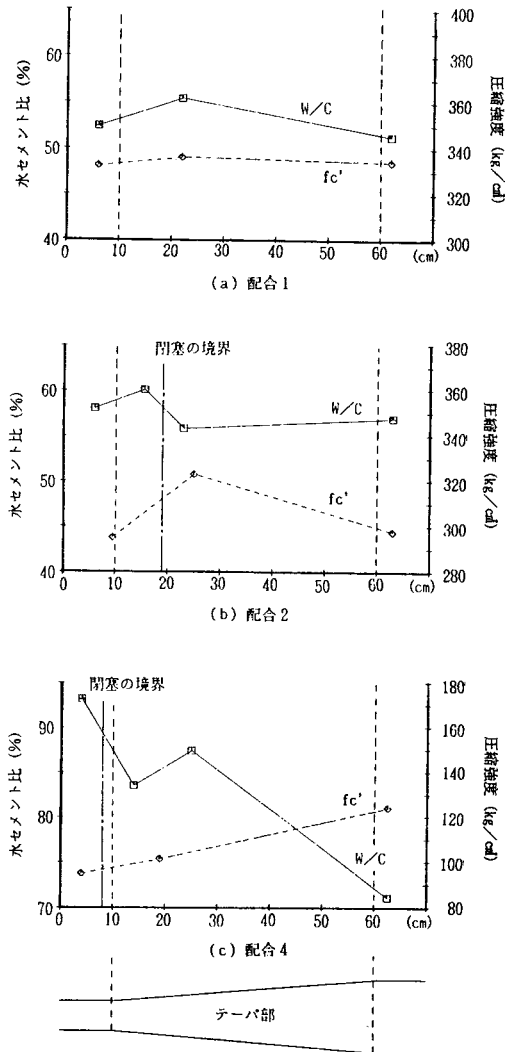 水セメント比 (%)
60
50
40
W/C
fc'
400
380
360
340
320
300
圧縮強度 (kg/c㎡)
0 10 20 30 40 50 60 (cm)
(a) 配合1
水セメント比 (%)
60
50
40
閉塞の境界
W/C
fc'
380
360
340
320
300
280
圧縮強度 (kg/c㎡)
0 10 20 30 40 50 60 (cm)
(b) 配合2
水セメント比 (%)
90
80
70
閉塞の境界
fc'
W/C
180
160
140
120
100
80
圧縮強度 (kg/c㎡)
0 10 20 30 40 50 60 (cm)
(c) 配合4
テーパ部